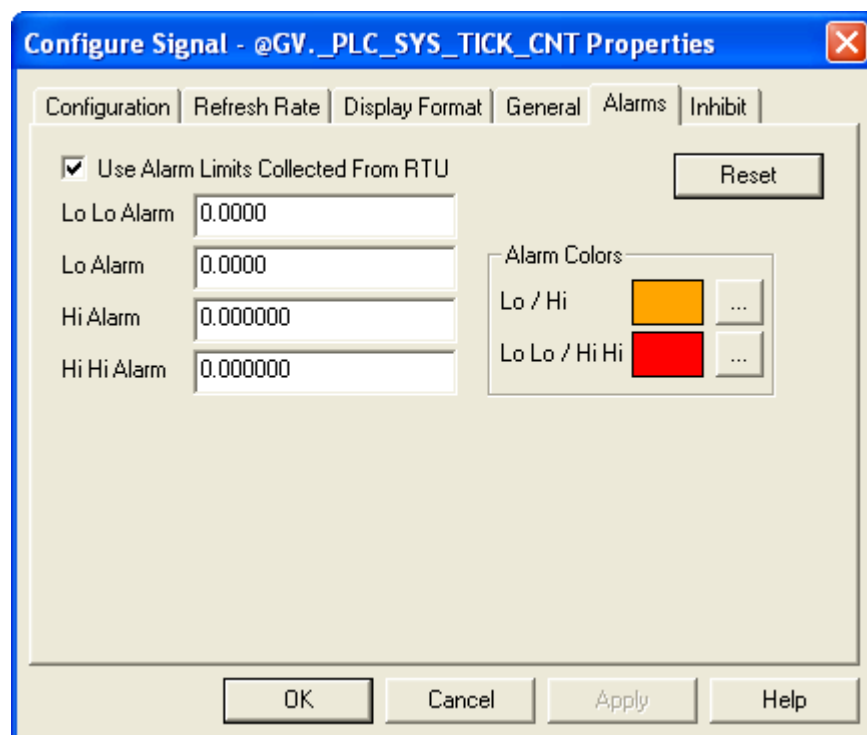 Configure Signal - @GV._PLC_SYS_TICK_CNT Properties
Configuration Refresh Rate Display Format General Alarms Inhibit
Use Alarm Limits Collected From RTU
Reset
Lo Lo Alarm 0.0000
Lo Alarm 0.0000
Hi Alarm 0.000000
Hi Hi Alarm 0.000000
Alarm Colors
Lo / Hi ...
Lo Lo / Hi Hi ...
OK Cancel Apply Help